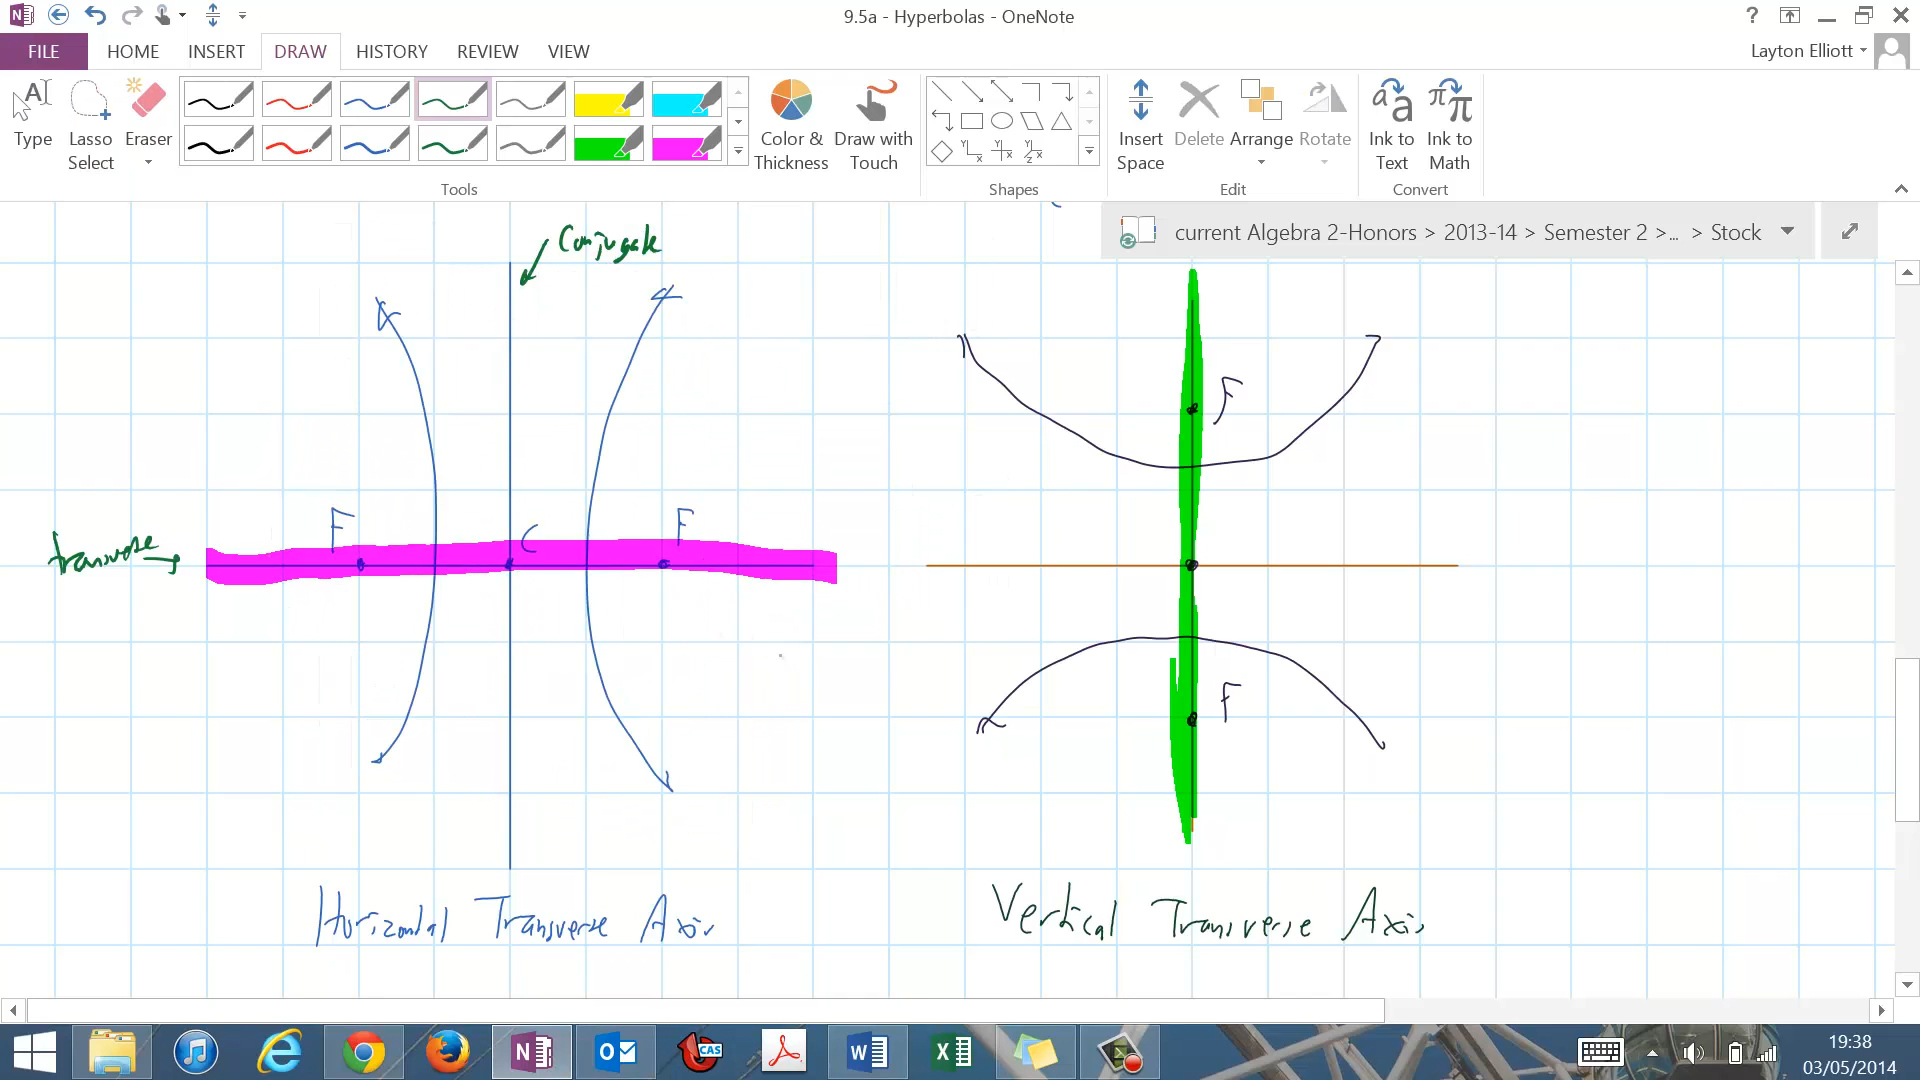 9.5a - Hyperbolas - OneNote
?
FILE HOME INSERT DRAW HISTORY REVIEW VIEW
Layton Elliott
Type
Lasso Select
Eraser
Color & Thickness
Draw with Touch
Insert Space
Delete
Arrange
Rotate
Ink to Text
Ink to Math
Tools Shapes Edit Convert
current Algebra 2-Honors > 2013-14 > Semester 2 >... > Stock
Conjugate
F
F C F
transverse
F
Horizontal Transverse Axis
Vertical Transverse Axis
19:38
03/05/2014